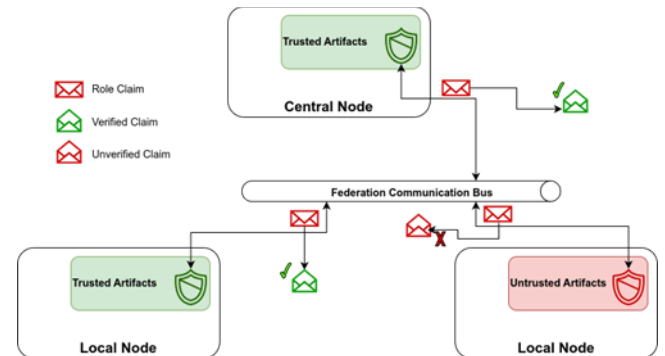 Trusted Artifacts
Central Node
Role Claim
Verified Claim
Unverified Claim
Federation Communication Bus
X
Trusted Artifacts
Local Node
Untrusted Artifacts
Local Node